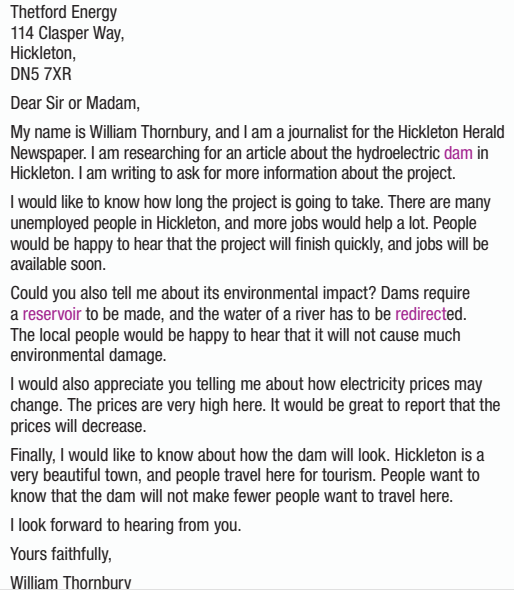 Thetford Energy
114 Clasper Way,
Hickleton,
DN5 7XR
Dear Sir or Madam,
My name is William Thornbury, and I am a journalist for the Hickleton Herald
Newspaper. I am researching for an article about the hydroelectric dam in
Hickleton. I am writing to ask for more information about the project.
I would like to know how long the project is going to take. There are many
unemployed people in Hickleton, and more jobs would help a lot. People
would be happy to hear that the project will finish quickly, and jobs will be
available soon.
Could you also tell me about its environmental impact? Dams require
a reservoir to be made, and the water of a river has to be redirected.
The local people would be happy to hear that it will not cause much
environmental damage.
I would also appreciate you telling me about how electricity prices may
change. The prices are very high here. It would be great to report that the
prices will decrease.
Finally, I would like to know about how the dam will look. Hickleton is a
very beautiful town, and people travel here for tourism. People want to
know that the dam will not make fewer people want to travel here.
I look forward to hearing from you.
Yours faithfully,
William Thornbury